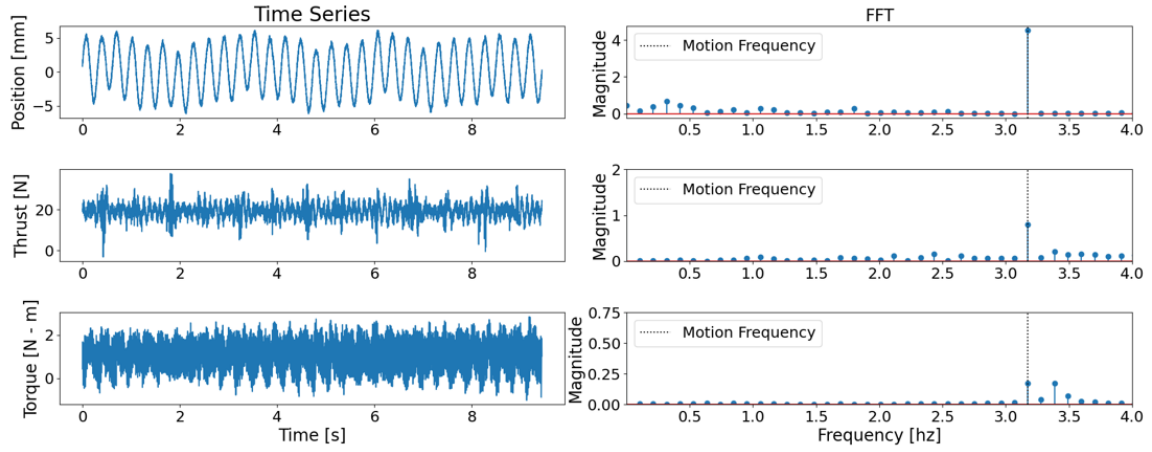 Time Series
FFT
Position [mm]
5
0
−5
0 2 4 6 8
Magnitude
4
2
0
Motion Frequency
0.5 1.0 1.5 2.0 2.5 3.0 3.5 4.0
Thrust [N]
20
0
0 2 4 6 8
Magnitude
2
1
0
Motion Frequency
0.5 1.0 1.5 2.0 2.5 3.0 3.5 4.0
Torque [N - m]
2
0
0 2 4 6 8
Time [s]
Magnitude
0.75
0.50
0.25
0.00
Motion Frequency
0.5 1.0 1.5 2.0 2.5 3.0 3.5 4.0
Frequency [hz]